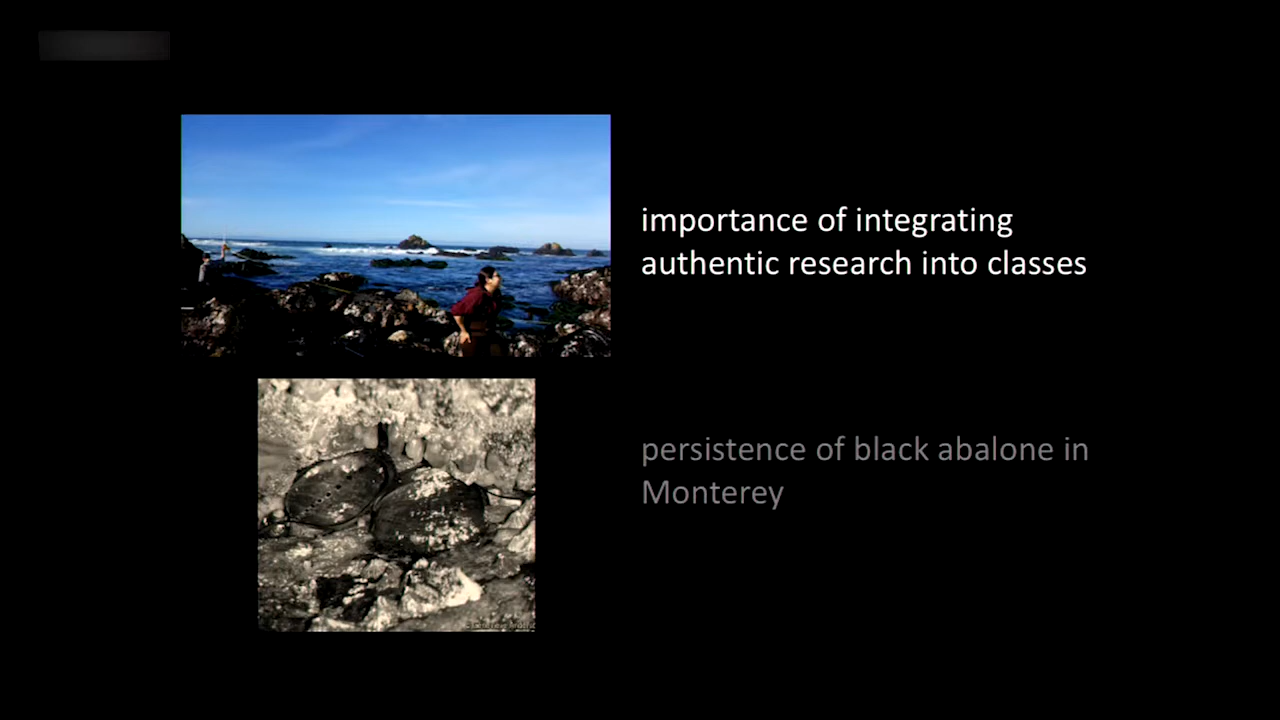 importance of integrating
authentic research into classes
persistence of black abalone in
Monterey